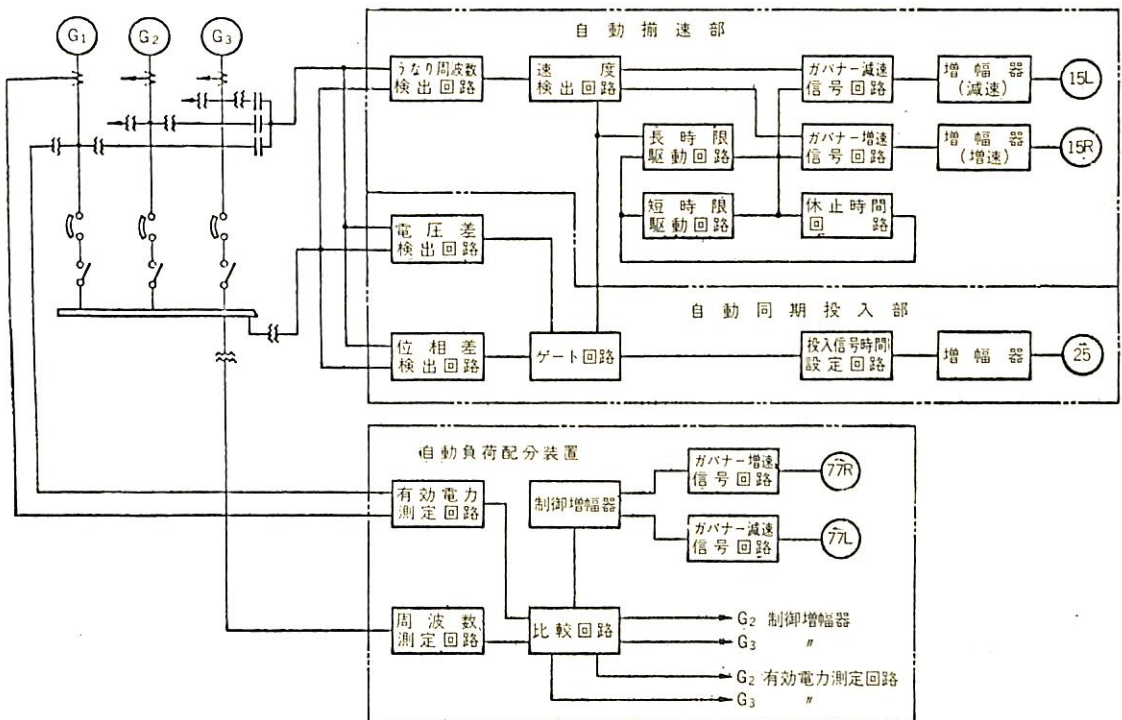 G1
G2
G3
自動揃速部
うなり周波数
検出回路
速度
検出回路
ガバナー減速
信号回路
増幅器
(減速)
15L
長時限
駆動回路
ガバナー増速
信号回路
増幅器
(増速)
15R
短時限
駆動回路
休止時間
回路
電圧差
検出回路
自動同期投入部
位相差
検出回路
ゲート回路
投入信号時間
設定回路
増幅器
25
自動負荷配分装置
有効電力
測定回路
制御増幅器
ガバナー増速
信号回路
77R
ガバナー減速
信号回路
77L
周波数
測定回路
比較回路
G2 制御増幅器
G3 〃
G2 有効電力測定回路
G3 〃